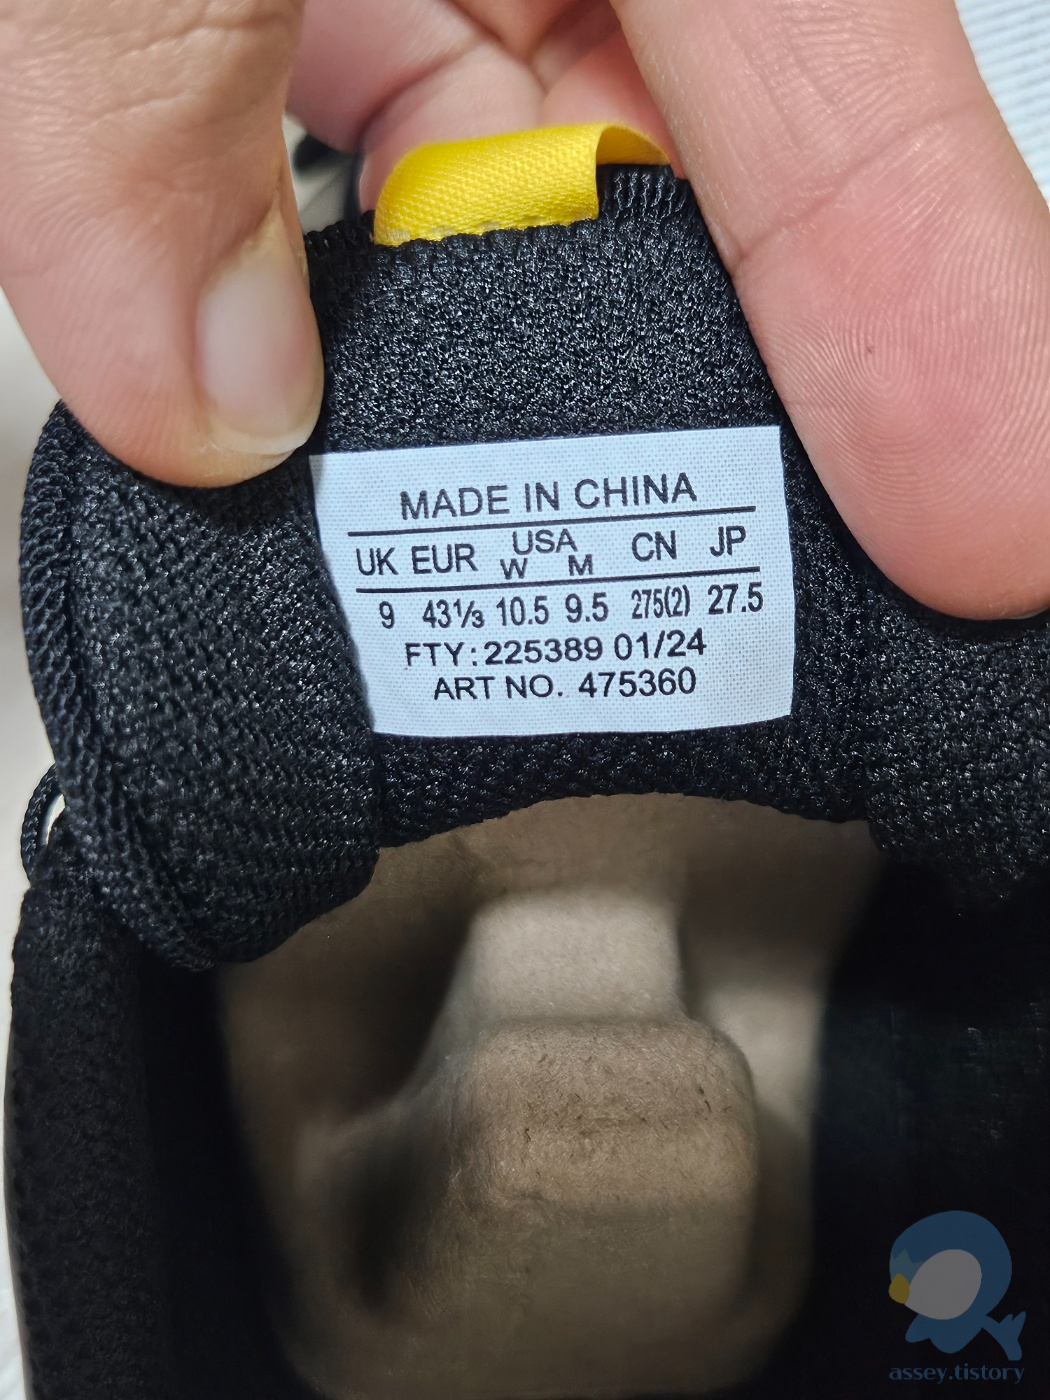 MADE IN CHINA
UK EUR USA W M CN JP
9 43⅓ 10.5 9.5 275(2) 27.5
FTY: 225389 01/24
ART NO. 475360
assey.tistory